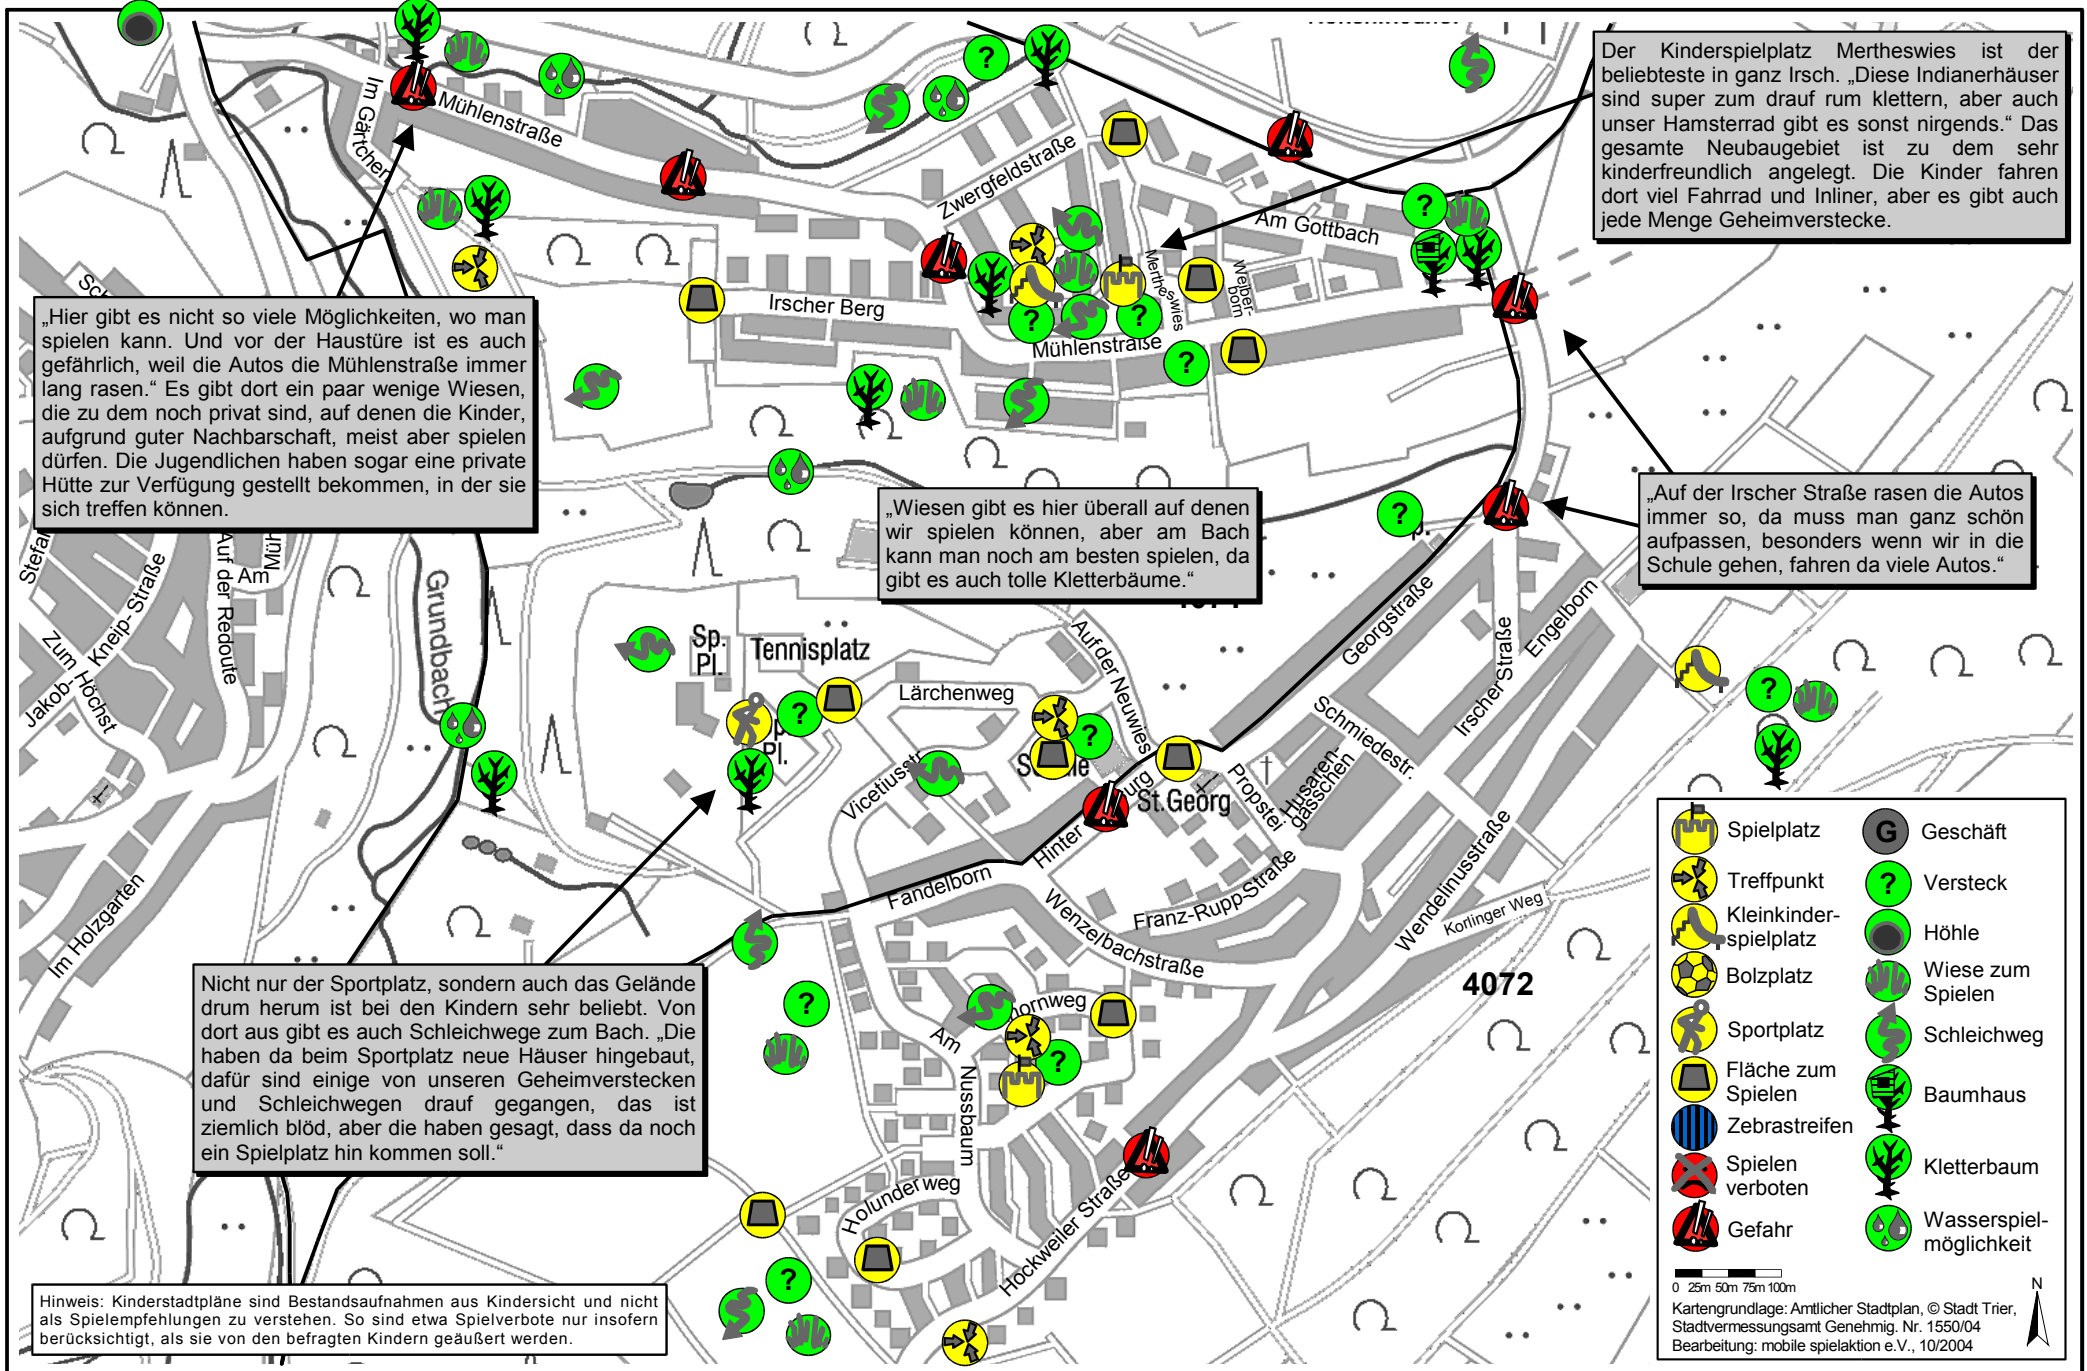 Der Kinderspielplatz Mertheswies ist der
beliebteste in ganz Irsch. „Diese Indianerhäuser
sind super zum drauf rum klettern, aber auch
unser Hamsterrad gibt es sonst nirgends.“ Das
gesamte Neubaugebiet ist zu dem sehr
kinderfreundlich angelegt. Die Kinder fahren
dort viel Fahrrad und Inliner, aber es gibt auch
jede Menge Geheimverstecke.
Im Gärtchen
Mühlenstraße
Zwergfeldstraße
Am Gottbach
Mertheswies
Weiber-
born
Irscher Berg
Mühlenstraße
„Hier gibt es nicht so viele Möglichkeiten, wo man
spielen kann. Und vor der Haustüre ist es auch
gefährlich, weil die Autos die Mühlenstraße immer
lang rasen.“ Es gibt dort ein paar wenige Wiesen,
die zu dem noch privat sind, auf denen die Kinder,
aufgrund guter Nachbarschaft, meist aber spielen
dürfen. Die Jugendlichen haben sogar eine private
Hütte zur Verfügung gestellt bekommen, in der sie
sich treffen können.
„Wiesen gibt es hier überall auf denen
wir spielen können, aber am Bach
kann man noch am besten spielen, da
gibt es auch tolle Kletterbäume.“
„Auf der Irscher Straße rasen die Autos
immer so, da muss man ganz schön
aufpassen, besonders wenn wir in die
Schule gehen, fahren da viele Autos.“
Auf der Redoute
Am
Jakob-Kneip-Straße
Zum Höchst
Grundbach
Im Holzgarten
Sp.
Pl.
Tennisplatz
Pl.
Lärchenweg
Auf der Neuwies
Vicetiusstr.
Georgstraße
Irscher Straße
Engelborn
Irscher Straße
Schmiedestr.
Husaren-
gässchen
Propstei
St.Georg
Hinter
Fandelborn
Wenzelbachstraße
Franz-Rupp-Straße
Wendelinusstraße
Korlinger Weg
4072
Am Nussbaum
Holunderweg
Hockweiler Straße
Nicht nur der Sportplatz, sondern auch das Gelände
drum herum ist bei den Kindern sehr beliebt. Von
dort aus gibt es auch Schleichwege zum Bach. „Die
haben da beim Sportplatz neue Häuser hingebaut,
dafür sind einige von unseren Geheimverstecken
und Schleichwegen drauf gegangen, das ist
ziemlich blöd, aber die haben gesagt, dass da noch
ein Spielplatz hin kommen soll.“
Spielplatz
Treffpunkt
Kleinkinder-
spielplatz
Bolzplatz
Sportplatz
Fläche zum
Spielen
Zebrastreifen
Spielen
verboten
Gefahr
G Geschäft
? Versteck
Höhle
Wiese zum
Spielen
Schleichweg
Baumhaus
Kletterbaum
Wasserspiel-
möglichkeit
0 25m 50m 75m 100m
N
Kartengrundlage: Amtlicher Stadtplan, © Stadt Trier,
Stadtvermessungsamt Genehmig. Nr. 1550/04
Bearbeitung: mobile spielaktion e.V., 10/2004
Hinweis: Kinderstadtpläne sind Bestandsaufnahmen aus Kindersicht und nicht
als Spielempfehlungen zu verstehen. So sind etwa Spielverbote nur insofern
berücksichtigt, als sie von den befragten Kindern geäußert werden.